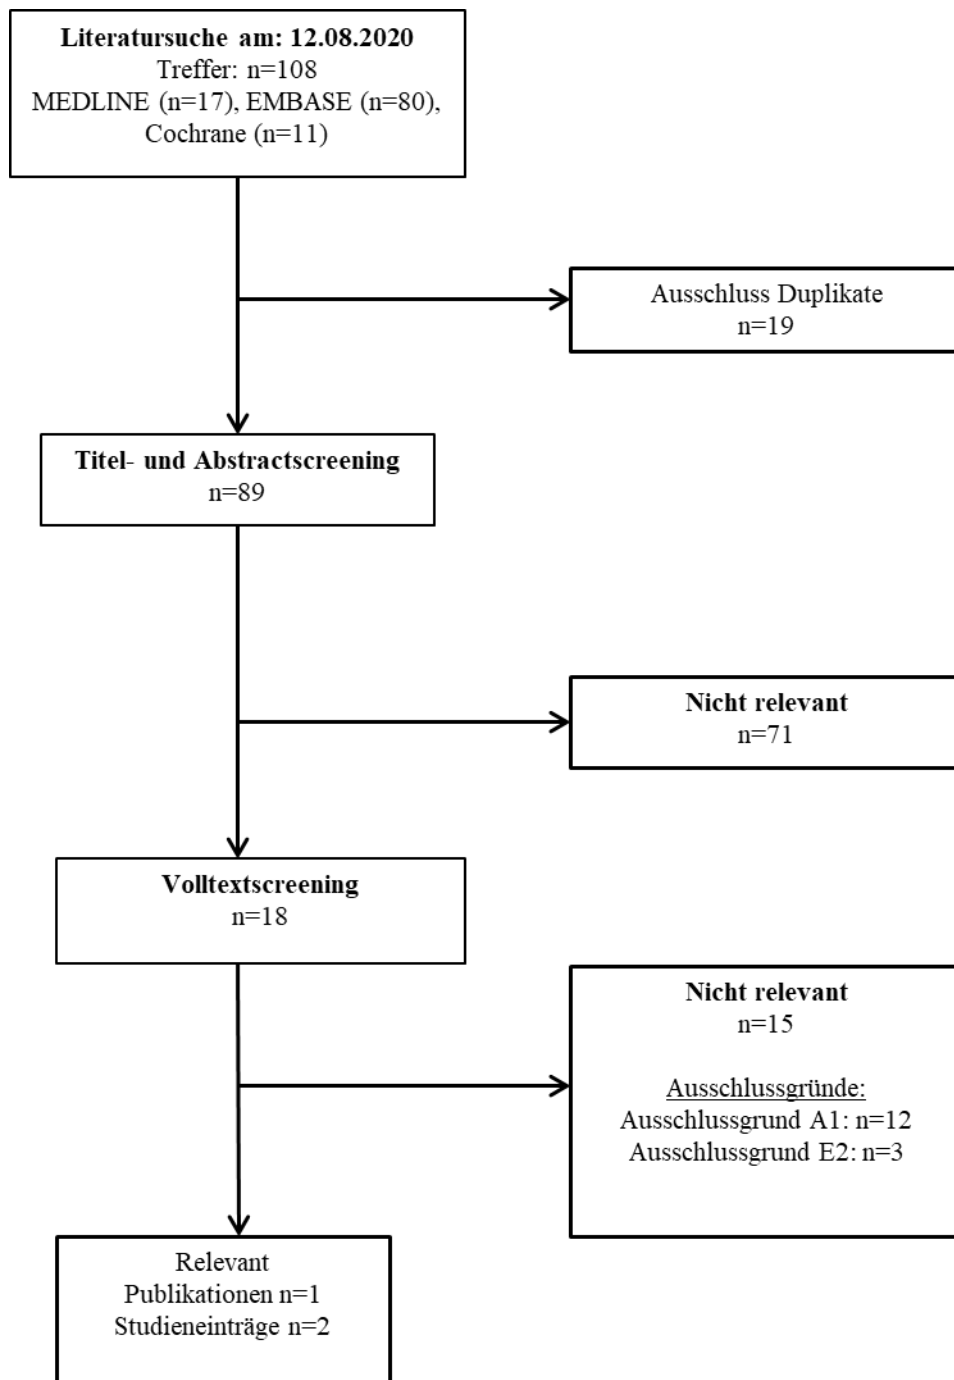 Literatursuche am: 12.08.2020
Treffer: n=108
MEDLINE (n=17), EMBASE (n=80),
Cochrane (n=11)
Ausschluss Duplikate
n=19
Titel- und Abstractscreening
n=89
Nicht relevant
n=71
Volltextscreening
n=18
Nicht relevant
n=15
Ausschlussgründe:
Ausschlussgrund A1: n=12
Ausschlussgrund E2: n=3
Relevant
Publikationen n=1
Studieneinträge n=2